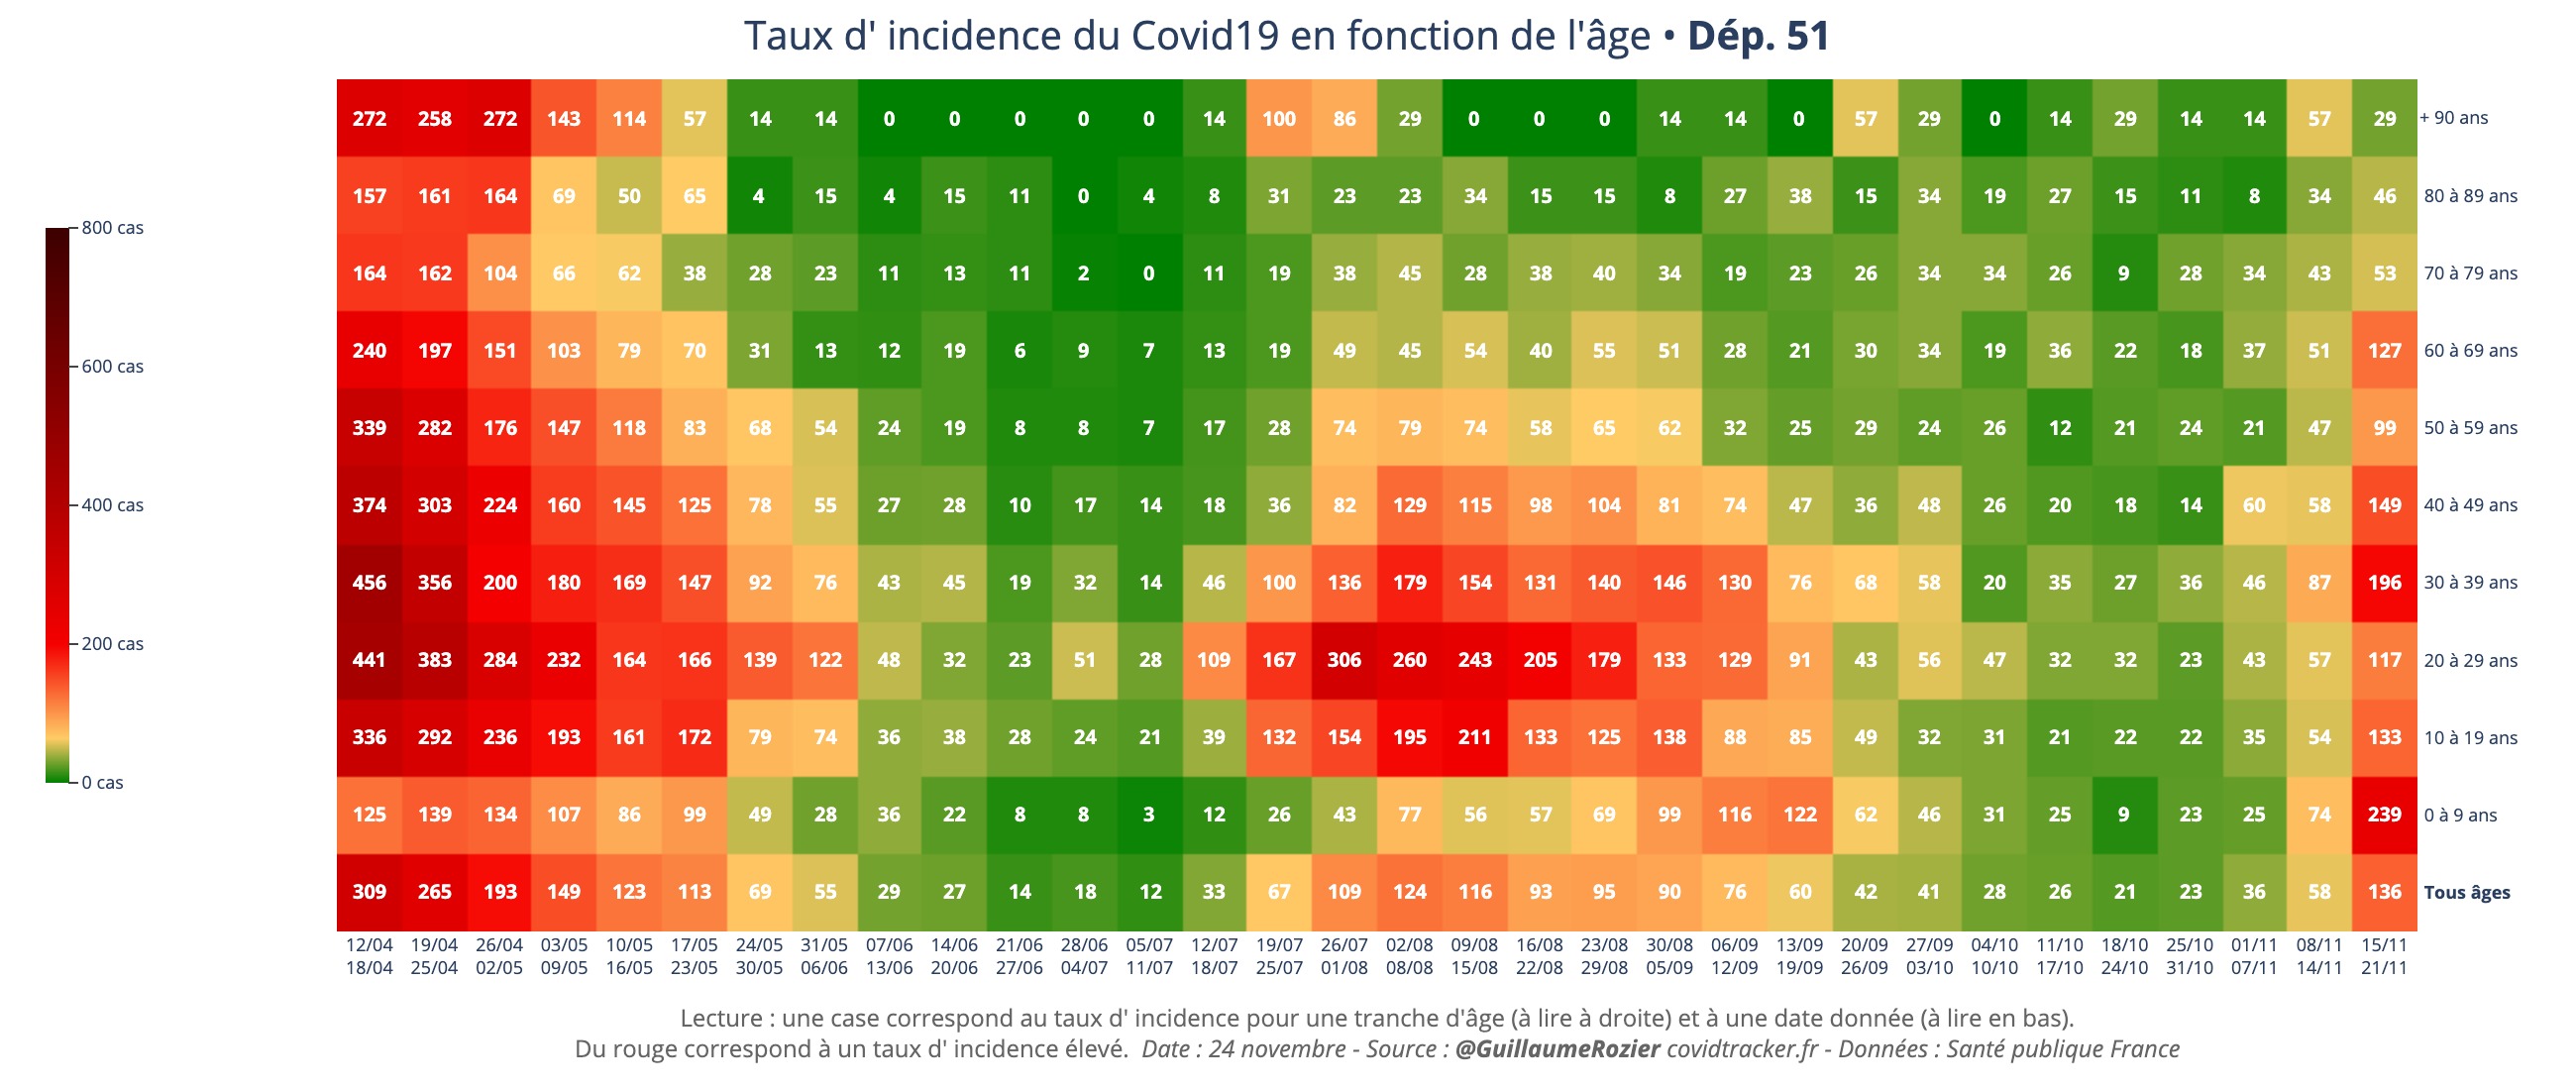 Taux d' incidence du Covid19 en fonction de l'âge • Dép. 51
800 cas
600 cas
400 cas
200 cas
0 cas
272 258 272 143 114 57 14 14 0 0 0 0 0 14 100 86 29 0 0 0 14 14 0 57 29 0 14 29 14 14 57 29 + 90 ans
157 161 164 69 50 65 4 15 4 15 11 0 4 8 31 23 23 34 15 15 8 27 38 15 34 19 27 15 11 8 34 46 80 à 89 ans
164 162 104 66 62 38 28 23 11 13 11 2 0 11 19 38 45 28 38 40 34 19 23 26 34 34 26 9 28 34 43 53 70 à 79 ans
240 197 151 103 79 70 31 13 12 19 6 9 7 13 19 49 45 54 40 55 51 28 21 30 34 19 36 22 18 37 51 127 60 à 69 ans
339 282 176 147 118 83 68 54 24 19 8 8 7 17 28 74 79 74 58 65 62 32 25 29 24 26 12 21 24 21 47 99 50 à 59 ans
374 303 224 160 145 125 78 55 27 28 10 17 14 18 36 82 129 115 98 104 81 74 47 36 48 26 20 18 14 60 58 149 40 à 49 ans
456 356 200 180 169 147 92 76 43 45 19 32 14 46 100 136 179 154 131 140 146 130 76 68 58 20 35 27 36 46 87 196 30 à 39 ans
441 383 284 232 164 166 139 122 48 32 23 51 28 109 167 306 260 243 205 179 133 129 91 43 56 47 32 32 23 43 57 117 20 à 29 ans
336 292 236 193 161 172 79 74 36 38 28 24 21 39 132 154 195 211 133 125 138 88 85 49 32 31 21 22 22 35 54 133 10 à 19 ans
125 139 134 107 86 99 49 28 36 22 8 8 3 12 26 43 77 56 57 69 99 116 122 62 46 31 25 9 23 25 74 239 0 à 9 ans
309 265 193 149 123 113 69 55 29 27 14 18 12 33 67 109 124 116 93 95 90 76 60 42 41 28 26 21 23 36 58 136 Tous âges
12/04 19/04 26/04 03/05 10/05 17/05 24/05 31/05 07/06 14/06 21/06 28/06 05/07 12/07 19/07 26/07 02/08 09/08 16/08 23/08 30/08 06/09 13/09 20/09 27/09 04/10 11/10 18/10 25/10 01/11 08/11 15/11
18/04 25/04 02/05 09/05 16/05 23/05 30/05 06/06 13/06 20/06 27/06 04/07 11/07 18/07 25/07 01/08 08/08 15/08 22/08 29/08 05/09 12/09 19/09 26/09 03/10 10/10 17/10 24/10 31/10 07/11 14/11 21/11
Lecture : une case correspond au taux d' incidence pour une tranche d'âge (à lire à droite) et à une date donnée (à lire en bas).
Du rouge correspond à un taux d' incidence élevé. Date : 24 novembre - Source : @GuillaumeRozier covidtracker.fr - Données : Santé publique France